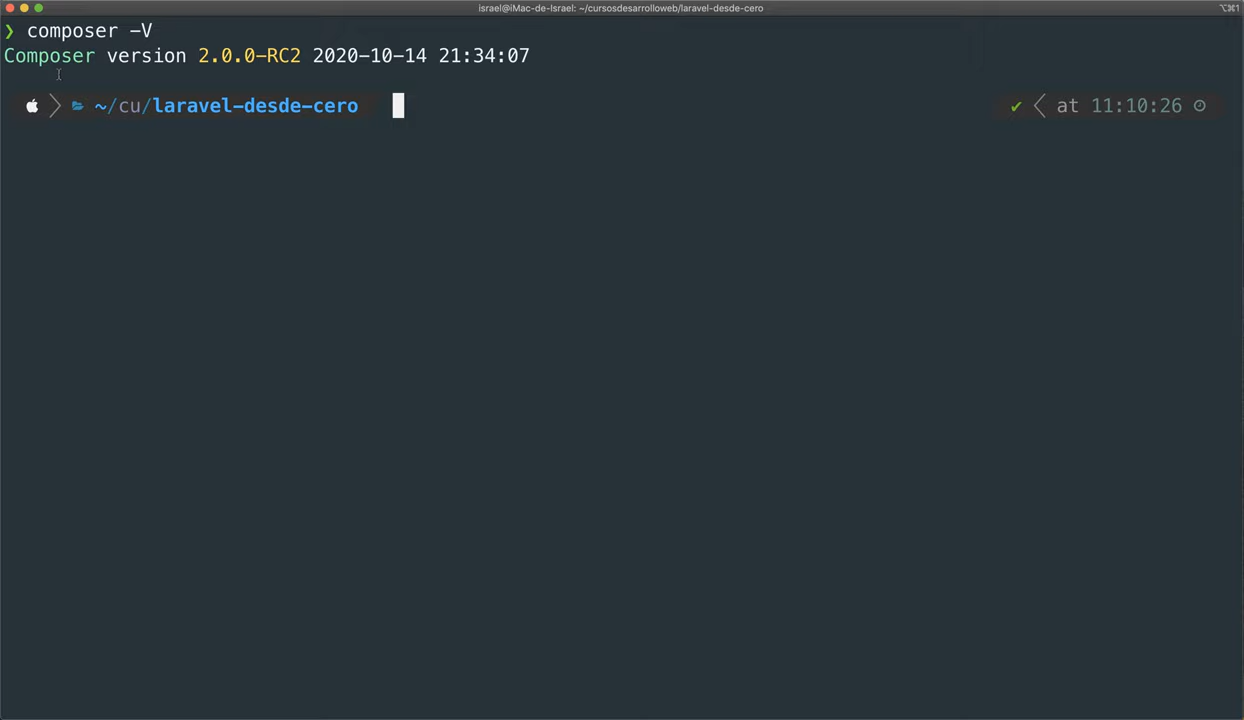 israel@iMac-de-Israel: ~/cursosdesarrolloweb/laravel-desde-cero
⌥⌘1
❯ composer -V
Composer version 2.0.0-RC2 2020-10-14 21:34:07
~/cu/laravel-desde-cero
✔ at 11:10:26